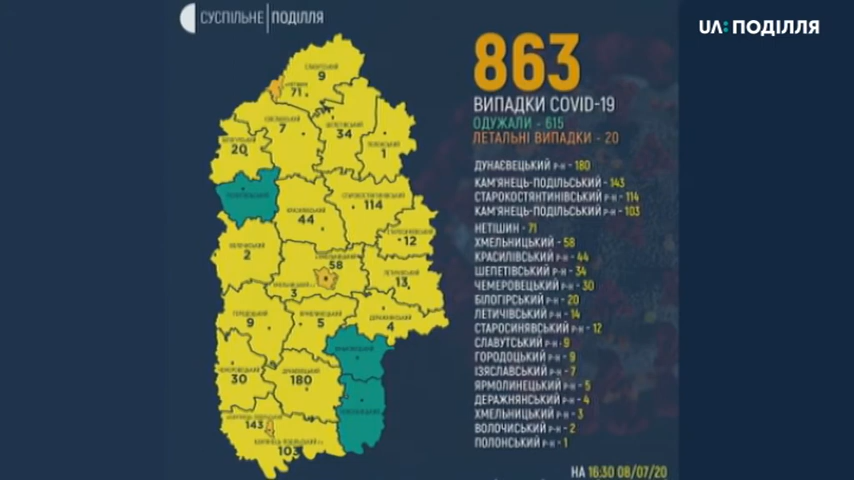 СУСПІЛЬНЕ | ПОДІЛЛЯ
UA: ПОДІЛЛЯ
863
ВИПАДКИ COVID-19
ОДУЖАЛИ - 615
ЛЕТАЛЬНІ ВИПАДКИ - 20
ДУНАЄВЕЦЬКИЙ Р-Н - 180
КАМ'ЯНЕЦЬ-ПОДІЛЬСЬКИЙ - 143
СТАРОКОСТЯНТИНІВСЬКИЙ Р-Н - 114
КАМ'ЯНЕЦЬ-ПОДІЛЬСЬКИЙ Р-Н - 103
НЕТІШИН - 71
ХМЕЛЬНИЦЬКИЙ - 58
КРАСИЛІВСЬКИЙ Р-Н - 44
ШЕПЕТІВСЬКИЙ Р-Н - 34
ЧЕМЕРОВЕЦЬКИЙ Р-Н - 30
БІЛОГІРСЬКИЙ Р-Н - 20
ЛЕТИЧІВСЬКИЙ Р-Н - 14
СТАРОСИНЯВСЬКИЙ Р-Н - 12
СЛАВУТСЬКИЙ Р-Н - 9
ГОРОДОЦЬКИЙ Р-Н - 9
ІЗЯСЛАВСЬКИЙ Р-Н - 7
ЯРМОЛИНЕЦЬКИЙ Р-Н - 5
ДЕРАЖНЯНСЬКИЙ Р-Н - 4
ХМЕЛЬНИЦЬКИЙ Р-Н - 3
ВОЛОЧИСЬКИЙ Р-Н - 2
ПОЛОНСЬКИЙ Р-Н - 1
НА 16:30 08/07/20
9
71
7
34
20
1
114
44
12
2
58
3
13
9
5
4
30
180
143
103